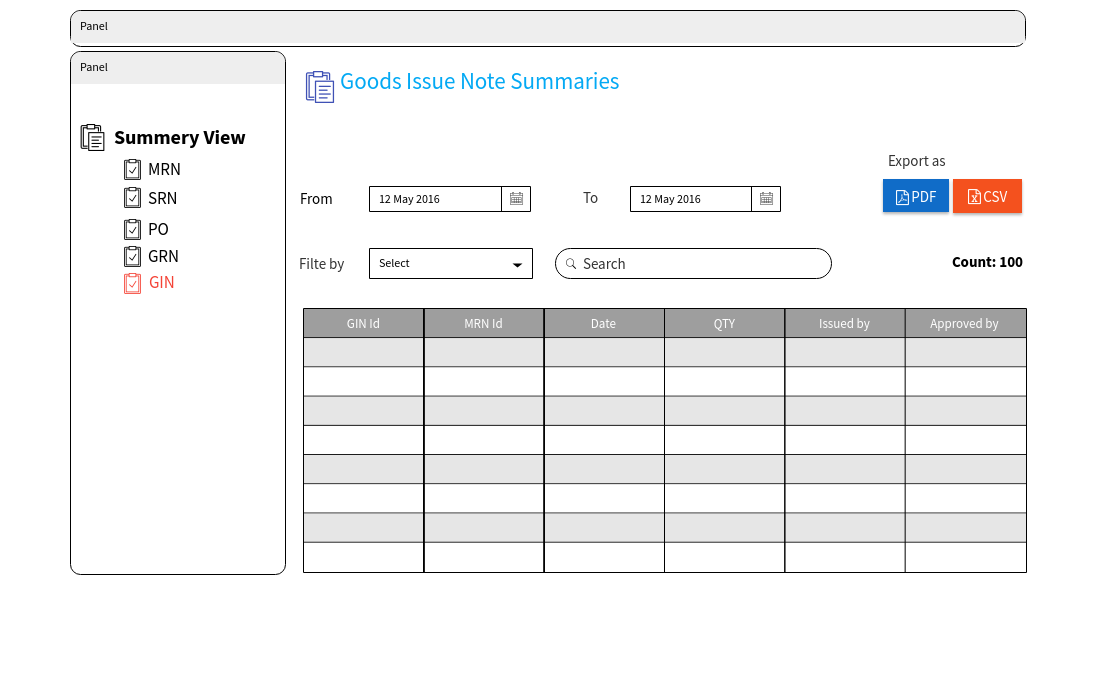 Panel
Panel
Goods Issue Note Summaries
Summery View
MRN
SRN
PO
GRN
GIN
Export as
PDF
CSV
From
12 May 2016
To
12 May 2016
Filte by
Select
Search
Count: 100
GIN Id
MRN Id
Date
QTY
Issued by
Approved by